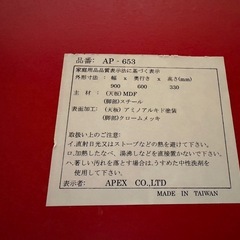 品番: AP-653
家庭用品品質表示法に基づく表示
外形寸法: 幅 x 奥行き x 高さ(mm)
900 600 330
主材: (天板) MDF
(脚部) スチール
表面加工: (天板) アミノアルキド塗装
(脚部) クロームメッキ
取扱い上のご注意:
イ. 直射日光又はストーブなどの熱を避けて下さい。
ロ. 加熱したなべ、湯沸しなどを直接置かないで下さい。
ハ. 著しい汚れを落とす場合は、うすめた中性洗剤を
使用して下さい。
表示者: APEX CO.,LTD
MADE IN TAIWAN